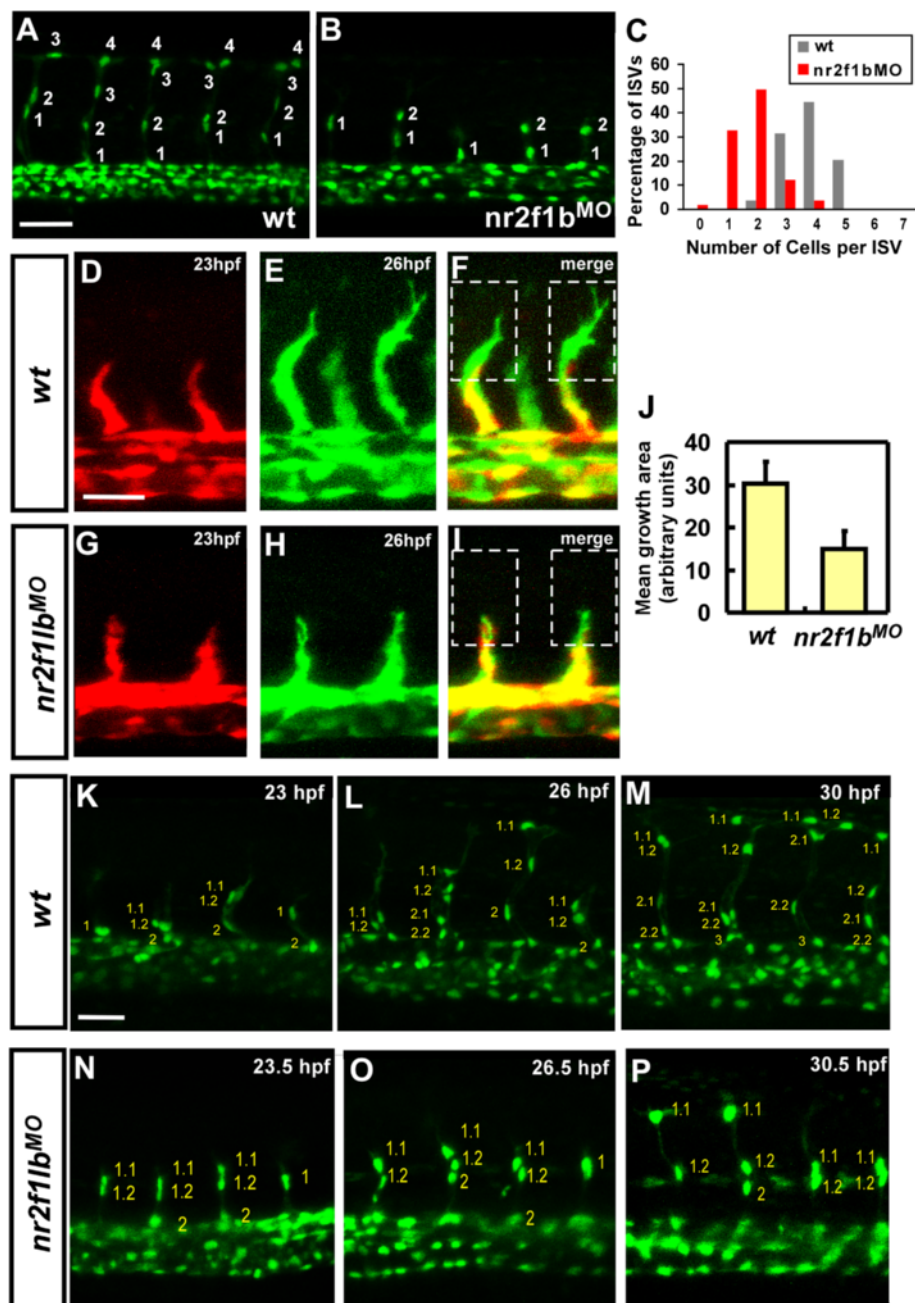 A
3
4
4
4
4
3
3
3
3
2
2
2
2
2
1
1
1
1
1
wt
B
1
2
1
1
2
1
2
1
nr2f1bMO
C
wt
nr2f1bMO
Percentage of ISVs
60
50
40
30
20
10
0
0 1 2 3 4 5 6 7
Number of Cells per ISV
wt
D
23hpf
E
26hpf
F
merge
nr2f1lbMO
G
23hpf
H
26hpf
I
merge
J
Mean growth area
(arbitrary units)
40
30
20
10
0
wt nr2f1bMO
wt
K
23 hpf
1
1.1
1.2
2
1.1
1.2
2
1
2
L
26 hpf
1.1
1.2
1.1
1.2
2.1
2.2
1.1
1.2
2
1.1
1.2
2
M
30 hpf
1.1
1.2
2.1
2.2
1.1
1.2
2.1
2.2
3
1.1
1.2
2.1
2.2
3
1.1
1.2
2.1
2.2
nr2f1lbMO
N
23.5 hpf
1.1
1.2
1.1
1.2
2
1.1
1.2
2
1
O
26.5 hpf
1.1
1.2
1.1
1.2
2
1.1
1.2
2
1
P
30.5 hpf
1.1
1.2
1.1
1.2
2
1.1
1.2
1.1
1.2